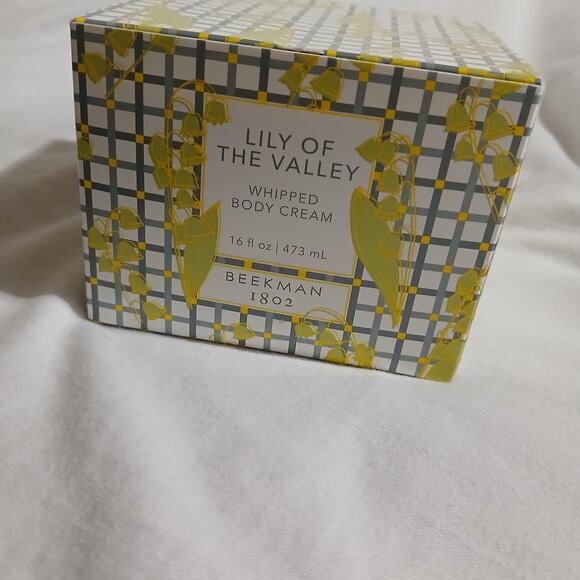 LILY OF
THE VALLEY
WHIPPED
BODY CREAM
16 fl oz | 473 mL
BEEKMAN
1802